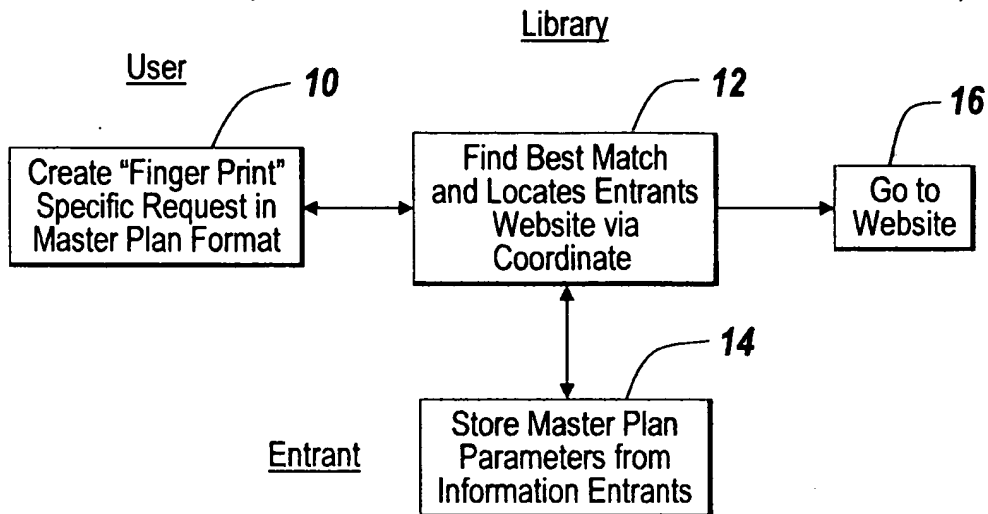 Library
User
10
12
16
Create “Finger Print”
Specific Request in
Master Plan Format
Find Best Match
and Locates Entrants
Website via
Coordinate
Go to
Website
14
Entrant
Store Master Plan
Parameters from
Information Entrants